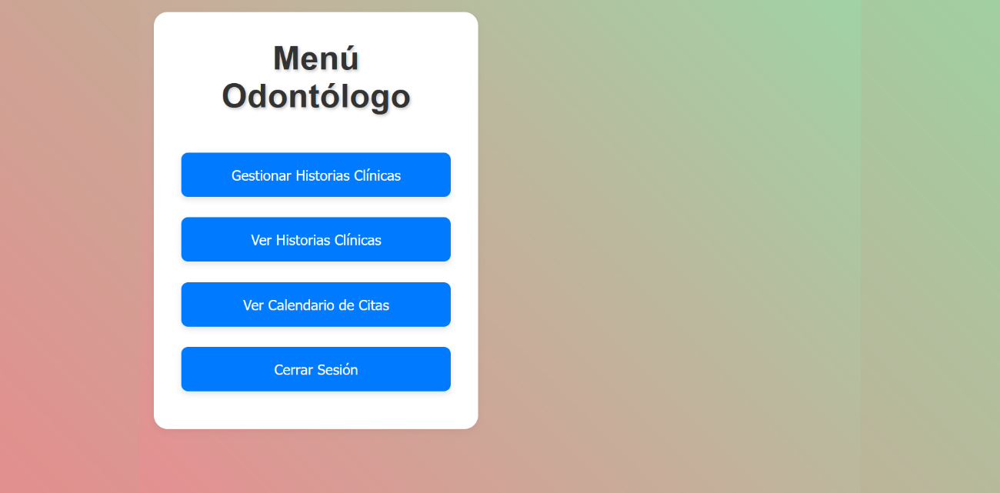 Menú
Odontólogo
Gestionar Historias Clínicas
Ver Historias Clínicas
Ver Calendario de Citas
Cerrar Sesión